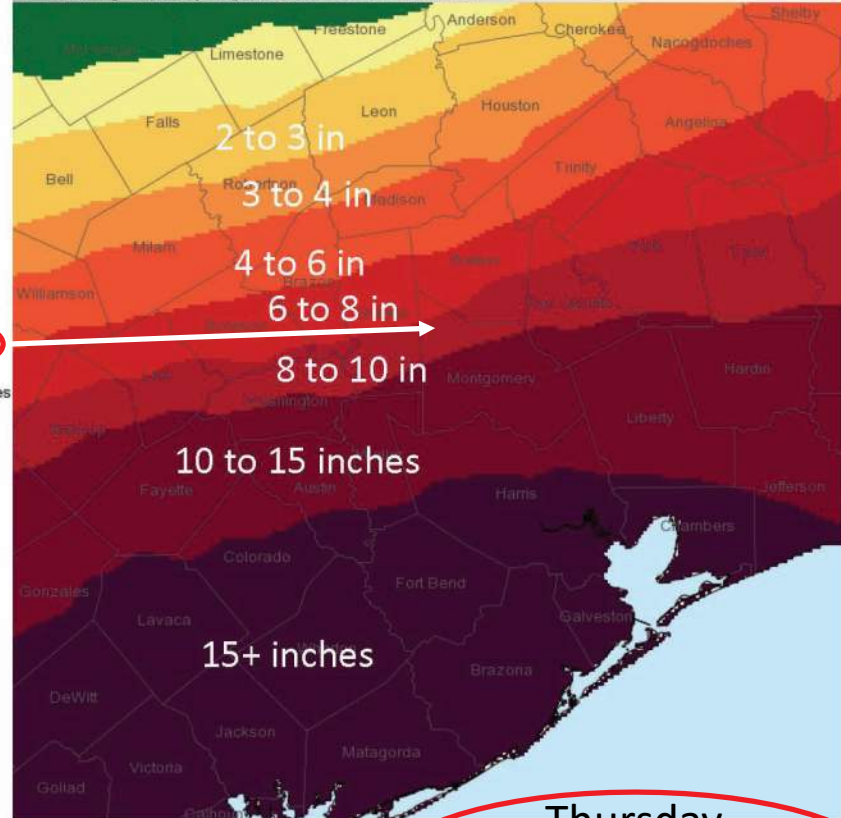 Anderson
Shelby
Freestone
Cherokee
Limestone
Nacogdoches
Leon
Houston
Falls
Angelina
2 to 3 in
Bell
Trinity
Robertson
3 to 4 in
Madison
Milam
4 to 6 in
Williamson
6 to 8 in
8 to 10 in
Montgomery
Hardin
Washington
Liberty
10 to 15 inches
Fayette
Austin
Harris
Jefferson
Chambers
Colorado
Fort Bend
Gonzales
Galveston
Lavaca
15+ inches
Brazoria
DeWitt
Jackson
Matagorda
Victoria
Goliad
Thursday